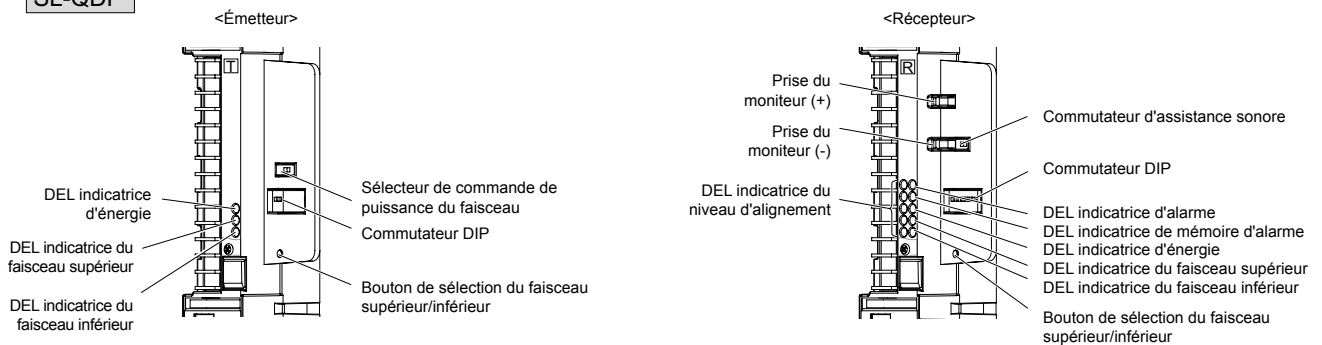 <Émetteur>
T
DEL indicatrice
d'énergie
DEL indicatrice du
faisceau supérieur
DEL indicatrice du
faisceau inférieur
Sélecteur de commande de
puissance du faisceau
Commutateur DIP
Bouton de sélection du faisceau
supérieur/inférieur
<Récepteur>
R
Prise du
moniteur (+)
Prise du
moniteur (-)
DEL indicatrice du
niveau d'alignement
Commutateur d'assistance sonore
Commutateur DIP
DEL indicatrice d'alarme
DEL indicatrice de mémoire d'alarme
DEL indicatrice d'énergie
DEL indicatrice du faisceau supérieur
DEL indicatrice du faisceau inférieur
Bouton de sélection du faisceau
supérieur/inférieur